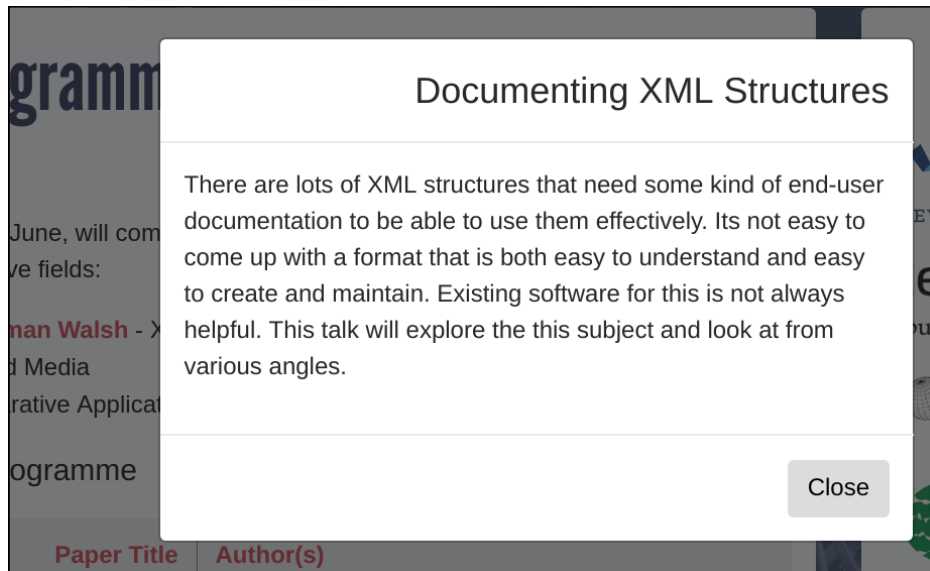 gramm
Documenting XML Structures
There are lots of XML structures that need some kind of end-user
documentation to be able to use them effectively. Its not easy to
come up with a format that is both easy to understand and easy
to create and maintain. Existing software for this is not always
helpful. This talk will explore the this subject and look at from
various angles.
Close
June, will com
ve fields:
man Walsh - X
d Media
rative Applicat
ogramme
Paper Title
Author(s)